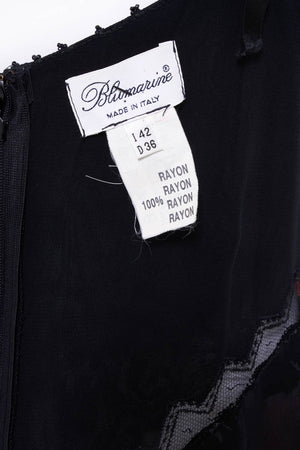 Blumarine®
MADE IN ITALY
I 42
D 36
RAYON
RAYON
100% RAYON
RAYON